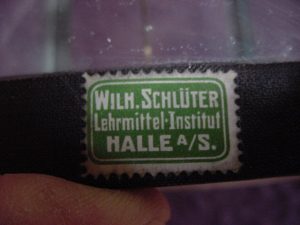 WILH. SCHLÜTER
Lehrmittel-Institut
HALLE A/S.